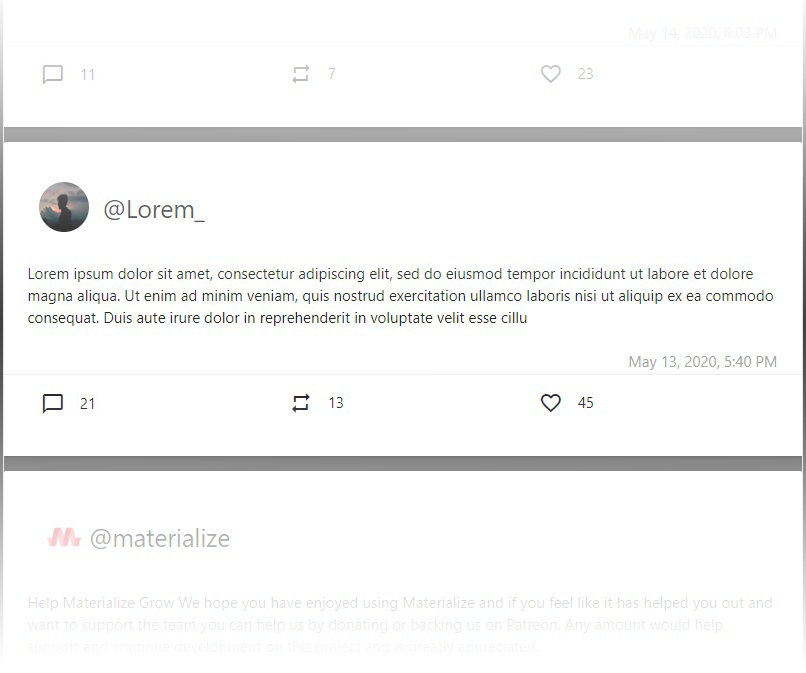 May 14, 2020, 8:03 PM
11 7 23
@Lorem_
Lorem ipsum dolor sit amet, consectetur adipiscing elit, sed do eiusmod tempor incididunt ut labore et dolore
magna aliqua. Ut enim ad minim veniam, quis nostrud exercitation ullamco laboris nisi ut aliquip ex ea commodo
consequat. Duis aute irure dolor in reprehenderit in voluptate velit esse cillu
May 13, 2020, 5:40 PM
21 13 45
@materialize
Help Materialize Grow We hope you have enjoyed using Materialize and if you feel like it has helped you out and
want to support the team you can help us by donating or backing us on Patreon. Any amount would help
support and continue development on this project and is greatly appreciated.